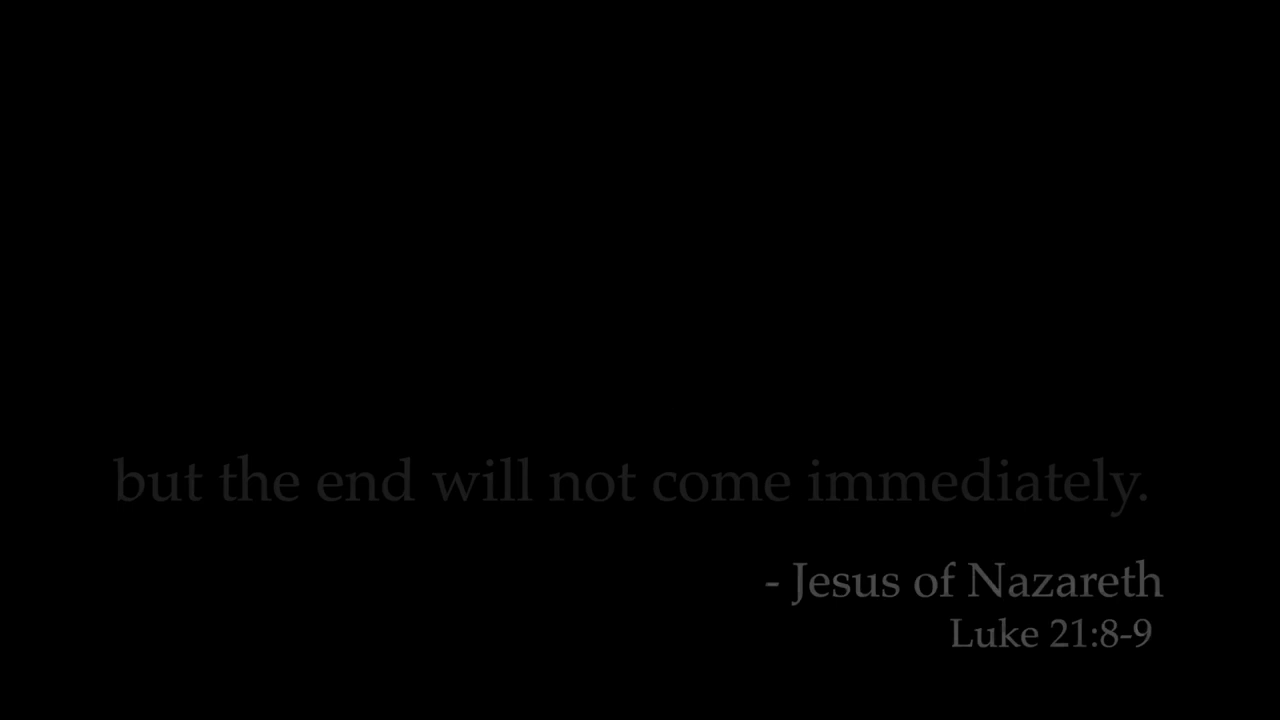 but the end will not come immediately.
- Jesus of Nazareth
Luke 21:8-9